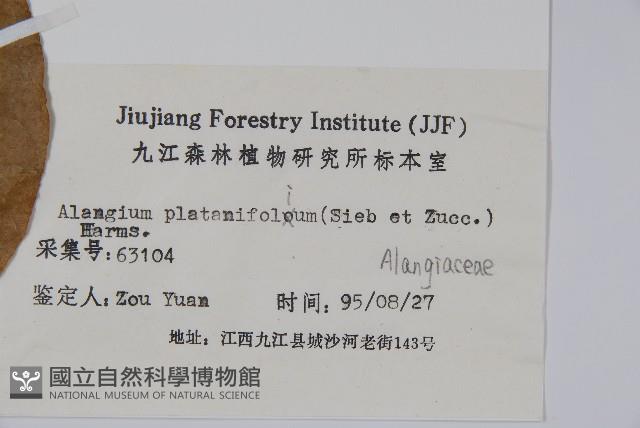 Jiujiang Forestry Institute (JJF)
九江森林植物研究所标本室
Alangium platanifolium (Sieb et Zucc.)
Harms.
采集号: 63104
Alangiaceae
鉴定人: Zou Yuan 时间: 95/08/27
地址: 江西九江县城沙河老街143号
國立自然科學博物館
NATIONAL MUSEUM OF NATURAL SCIENCE